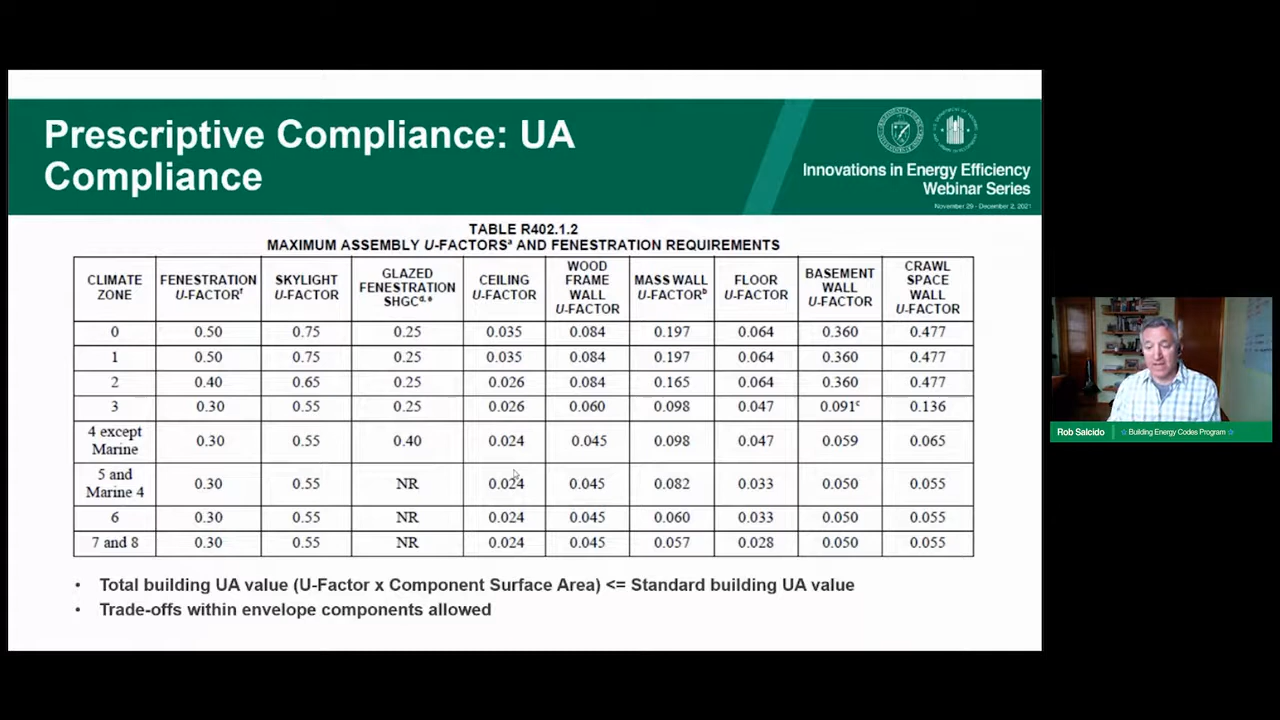 Prescriptive Compliance: UA
Compliance
Innovations in Energy Efficiency
Webinar Series
November 29 - December 2, 2021
TABLE R402.1.2
MAXIMUM ASSEMBLY U-FACTORSᵃ AND FENESTRATION REQUIREMENTS
CLIMATE ZONE FENESTRATION U-FACTORᶠ SKYLIGHT U-FACTOR GLAZED FENESTRATION SHGCᵈ,ᵉ CEILING U-FACTOR WOOD FRAME WALL U-FACTOR MASS WALL U-FACTORᵇ FLOOR U-FACTOR BASEMENT WALL U-FACTOR CRAWL SPACE WALL U-FACTOR
0 0.50 0.75 0.25 0.035 0.084 0.197 0.064 0.360 0.477
1 0.50 0.75 0.25 0.035 0.084 0.197 0.064 0.360 0.477
2 0.40 0.65 0.25 0.026 0.084 0.165 0.064 0.360 0.477
3 0.30 0.55 0.25 0.026 0.060 0.098 0.047 0.091ᶜ 0.136
4 except Marine 0.30 0.55 0.40 0.024 0.045 0.098 0.047 0.059 0.065
5 and Marine 4 0.30 0.55 NR 0.024 0.045 0.082 0.033 0.050 0.055
6 0.30 0.55 NR 0.024 0.045 0.060 0.033 0.050 0.055
7 and 8 0.30 0.55 NR 0.024 0.045 0.057 0.028 0.050 0.055
• Total building UA value (U-Factor x Component Surface Area) <= Standard building UA value
• Trade-offs within envelope components allowed
Rob Salcido ☆ Building Energy Codes Program ☆